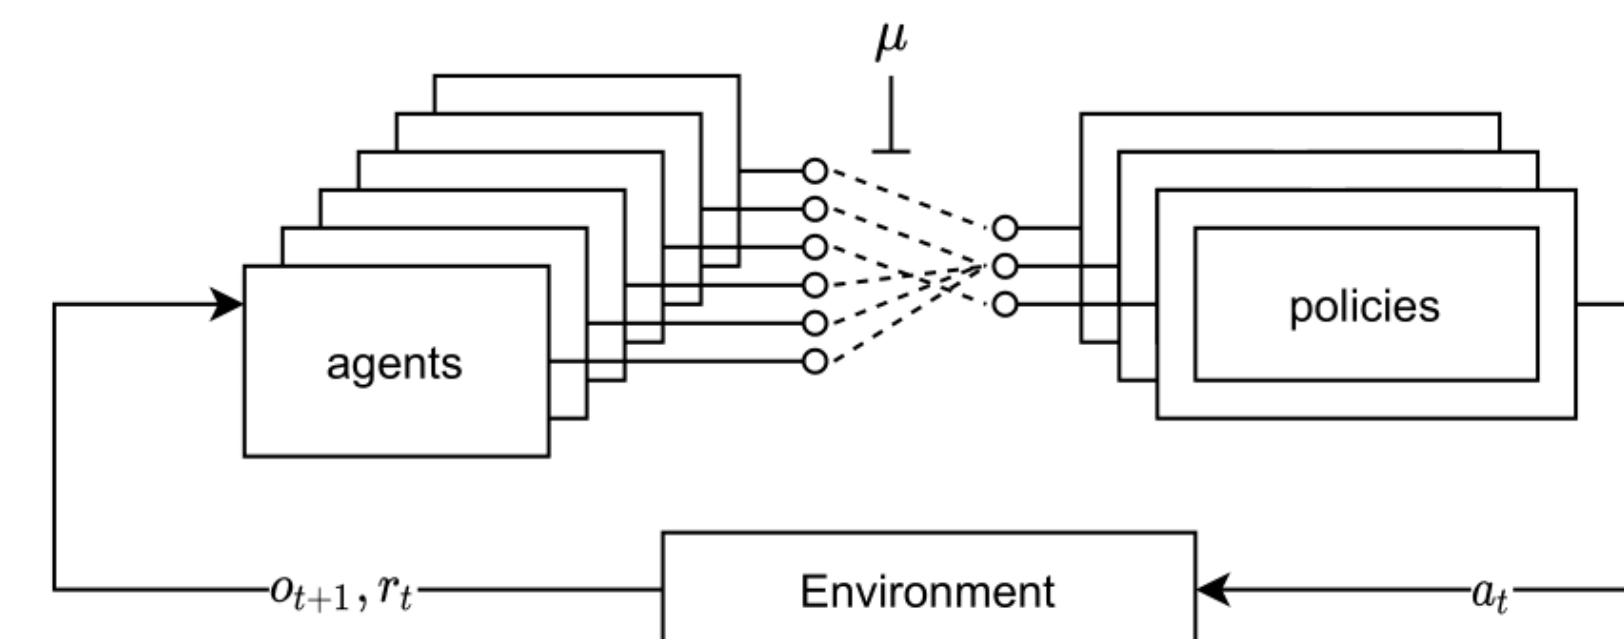 μ
policies
agents
o_{t+1}, r_t
Environment
a_t